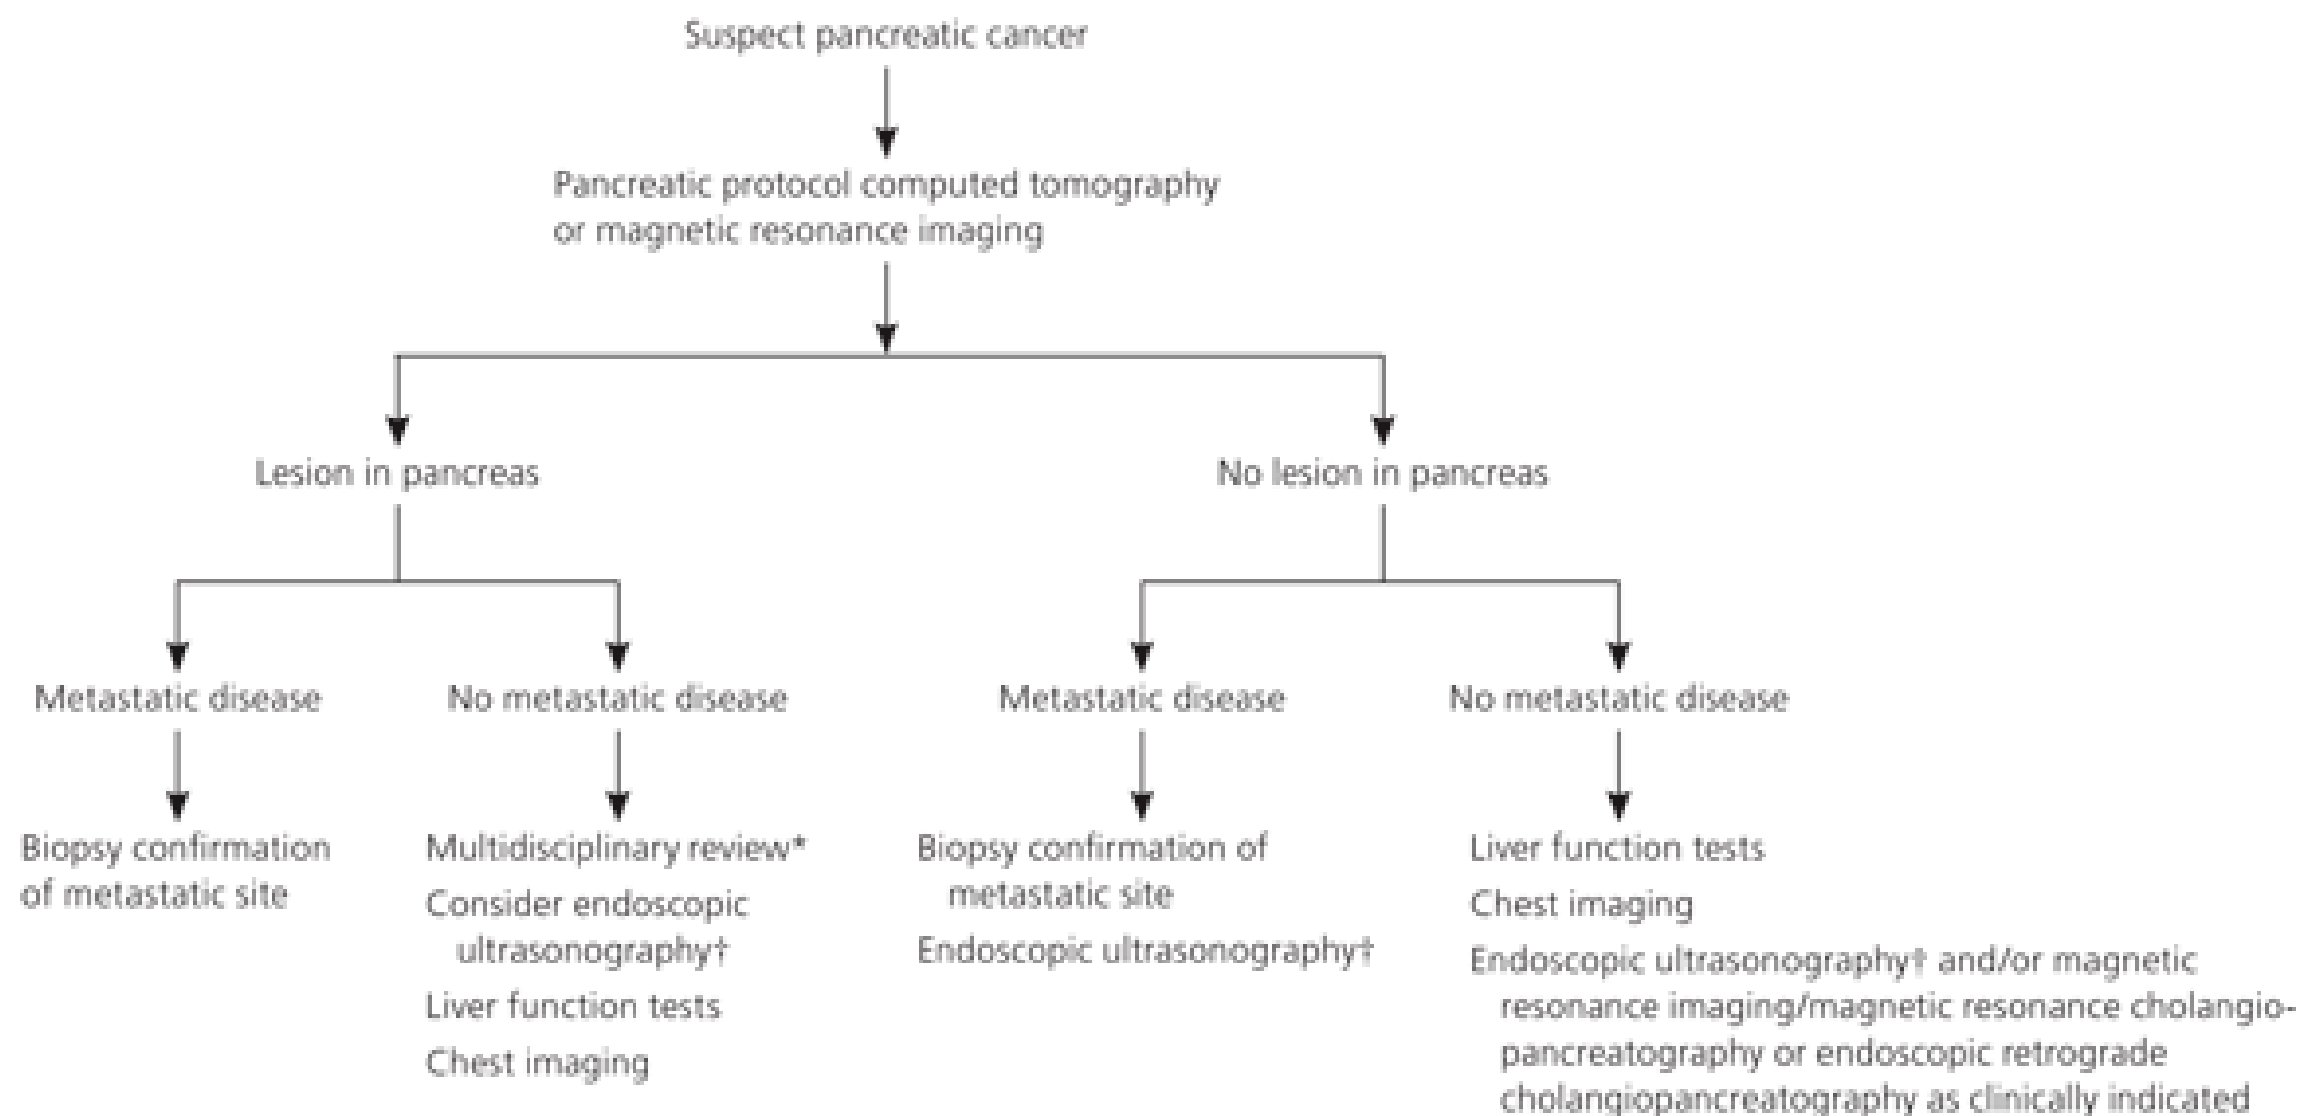 Suspect pancreatic cancer
Pancreatic protocol computed tomography
or magnetic resonance imaging
Lesion in pancreas
No lesion in pancreas
Metastatic disease
No metastatic disease
Metastatic disease
No metastatic disease
Biopsy confirmation
of metastatic site
Multidisciplinary review*
Consider endoscopic
ultrasonography†
Liver function tests
Chest imaging
Biopsy confirmation of
metastatic site
Endoscopic ultrasonography†
Liver function tests
Chest imaging
Endoscopic ultrasonography† and/or magnetic
resonance imaging/magnetic resonance cholangio-
pancreatography or endoscopic retrograde
cholangiopancreatography as clinically indicated